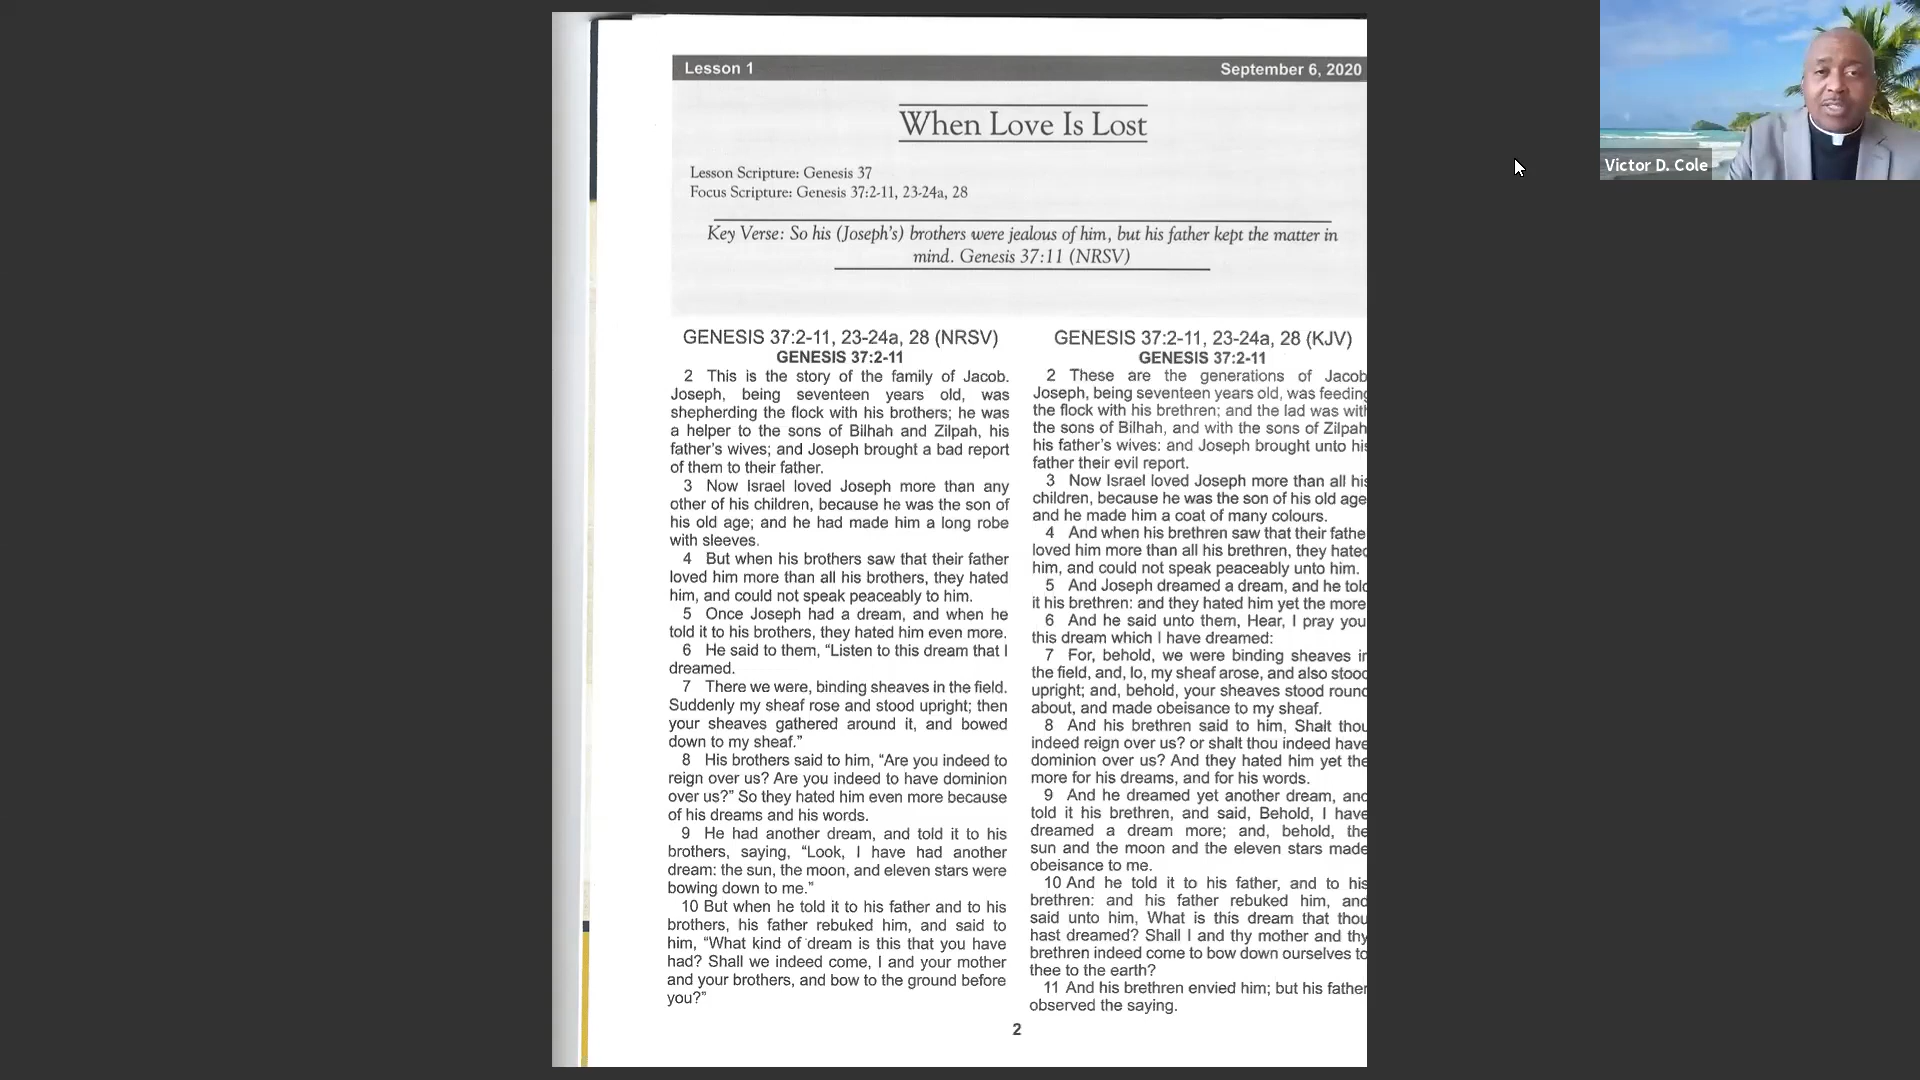 Lesson 1
September 6, 2020
When Love Is Lost
Lesson Scripture: Genesis 37
Focus Scripture: Genesis 37:2-11, 23-24a, 28
Key Verse: So his (Joseph's) brothers were jealous of him, but his father kept the matter in
mind. Genesis 37:11 (NRSV)
GENESIS 37:2-11, 23-24a, 28 (NRSV)
GENESIS 37:2-11
2 This is the story of the family of Jacob.
Joseph, being seventeen years old, was
shepherding the flock with his brothers; he was
a helper to the sons of Bilhah and Zilpah, his
father's wives; and Joseph brought a bad report
of them to their father.
3 Now Israel loved Joseph more than any
other of his children, because he was the son of
his old age; and he had made him a long robe
with sleeves.
4 But when his brothers saw that their father
loved him more than all his brothers, they hated
him, and could not speak peaceably to him.
5 Once Joseph had a dream, and when he
told it to his brothers, they hated him even more.
6 He said to them, “Listen to this dream that I
dreamed.
7 There we were, binding sheaves in the field.
Suddenly my sheaf rose and stood upright; then
your sheaves gathered around it, and bowed
down to my sheaf.”
8 His brothers said to him, “Are you indeed to
reign over us? Are you indeed to have dominion
over us?” So they hated him even more because
of his dreams and his words.
9 He had another dream, and told it to his
brothers, saying, “Look, I have had another
dream: the sun, the moon, and eleven stars were
bowing down to me.”
10 But when he told it to his father and to his
brothers, his father rebuked him, and said to
him, “What kind of dream is this that you have
had? Shall we indeed come, I and your mother
and your brothers, and bow to the ground before
you?”
GENESIS 37:2-11, 23-24a, 28 (KJV)
GENESIS 37:2-11
2 These are the generations of Jacob
Joseph, being seventeen years old, was feeding
the flock with his brethren; and the lad was with
the sons of Bilhah, and with the sons of Zilpah
his father's wives: and Joseph brought unto his
father their evil report.
3 Now Israel loved Joseph more than all his
children, because he was the son of his old age
and he made him a coat of many colours.
4 And when his brethren saw that their fathe
loved him more than all his brethren, they hated
him, and could not speak peaceably unto him.
5 And Joseph dreamed a dream, and he told
it his brethren: and they hated him yet the more
6 And he said unto them, Hear, I pray you
this dream which I have dreamed:
7 For, behold, we were binding sheaves in
the field, and, lo, my sheaf arose, and also stood
upright; and, behold, your sheaves stood round
about, and made obeisance to my sheaf.
8 And his brethren said to him, Shalt thou
indeed reign over us? or shalt thou indeed have
dominion over us? And they hated him yet the
more for his dreams, and for his words.
9 And he dreamed yet another dream, and
told it his brethren, and said, Behold, I have
dreamed a dream more; and, behold, the
sun and the moon and the eleven stars made
obeisance to me.
10 And he told it to his father, and to his
brethren: and his father rebuked him, and
said unto him, What is this dream that thou
hast dreamed? Shall I and thy mother and thy
brethren indeed come to bow down ourselves to
thee to the earth?
11 And his brethren envied him; but his father
observed the saying.
2
Victor D. Cole